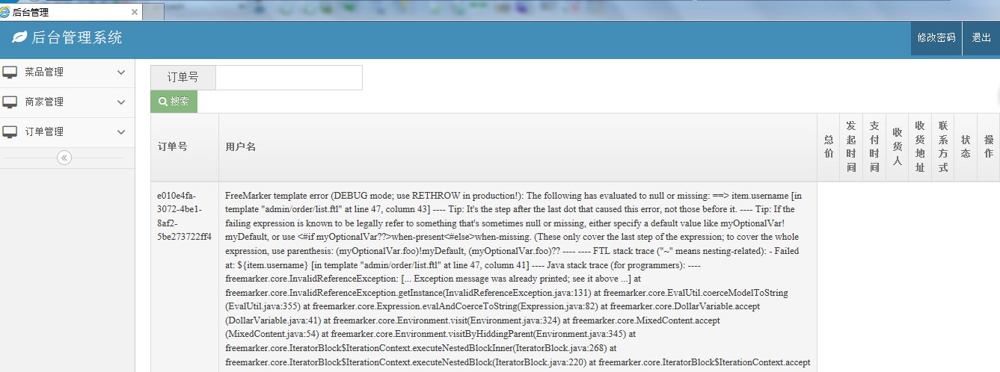 后台管理
后台管理系统
修改密码
退出
菜品管理
商家管理
订单管理
订单号
搜索
订单号
用户名
总价
发起时间
支付时间
收货人
收货地址
联系方式
状态
操作
e010e4fa-
3072-4be1-
8af2-
5be273722ff4
FreeMarker template error (DEBUG mode; use RETHROW in production!): The following has evaluated to null or missing: ==> item.username [in
template "admin/order/list.ftl" at line 47, column 43] ---- Tip: It's the step after the last dot that caused this error, not those before it. ---- Tip: If the
failing expression is known to be legally refer to something that's sometimes null or missing, either specify a default value like myOptionalVar!
myDefault, or use <#if myOptionalVar??>when-present<#else>when-missing. (These only cover the last step of the expression; to cover the whole
expression, use parenthesis: (myOptionalVar.foo)!myDefault, (myOptionalVar.foo)?? ---- ---- FTL stack trace ("~" means nesting-related): - Failed
at: ${item.username} [in template "admin/order/list.ftl" at line 47, column 41] ---- Java stack trace (for programmers): ----
freemarker.core.InvalidReferenceException: [... Exception message was already printed; see it above ...] at
freemarker.core.InvalidReferenceException.getInstance(InvalidReferenceException.java:131) at freemarker.core.EvalUtil.coerceModelToString
(EvalUtil.java:355) at freemarker.core.Expression.evalAndCoerceToString(Expression.java:82) at freemarker.core.DollarVariable.accept
(DollarVariable.java:41) at freemarker.core.Environment.visit(Environment.java:324) at freemarker.core.MixedContent.accept
(MixedContent.java:54) at freemarker.core.Environment.visitByHiddingParent(Environment.java:345) at
freemarker.core.IteratorBlock$IterationContext.executeNestedBlockInner(IteratorBlock.java:268) at
freemarker.core.IteratorBlock$IterationContext.executeNestedBlock(IteratorBlock.java:220) at freemarker.core.IteratorBlock$IterationContext.accept